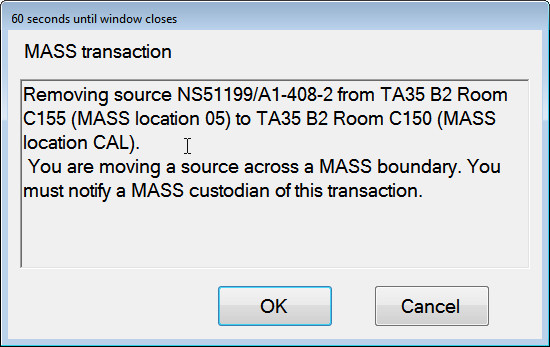 60 seconds until window closes
MASS transaction
Removing source NS51199/A1-408-2 from TA35 B2 Room
C155 (MASS location 05) to TA35 B2 Room C150 (MASS
location CAL).
You are moving a source across a MASS boundary. You
must notify a MASS custodian of this transaction.
OK
Cancel